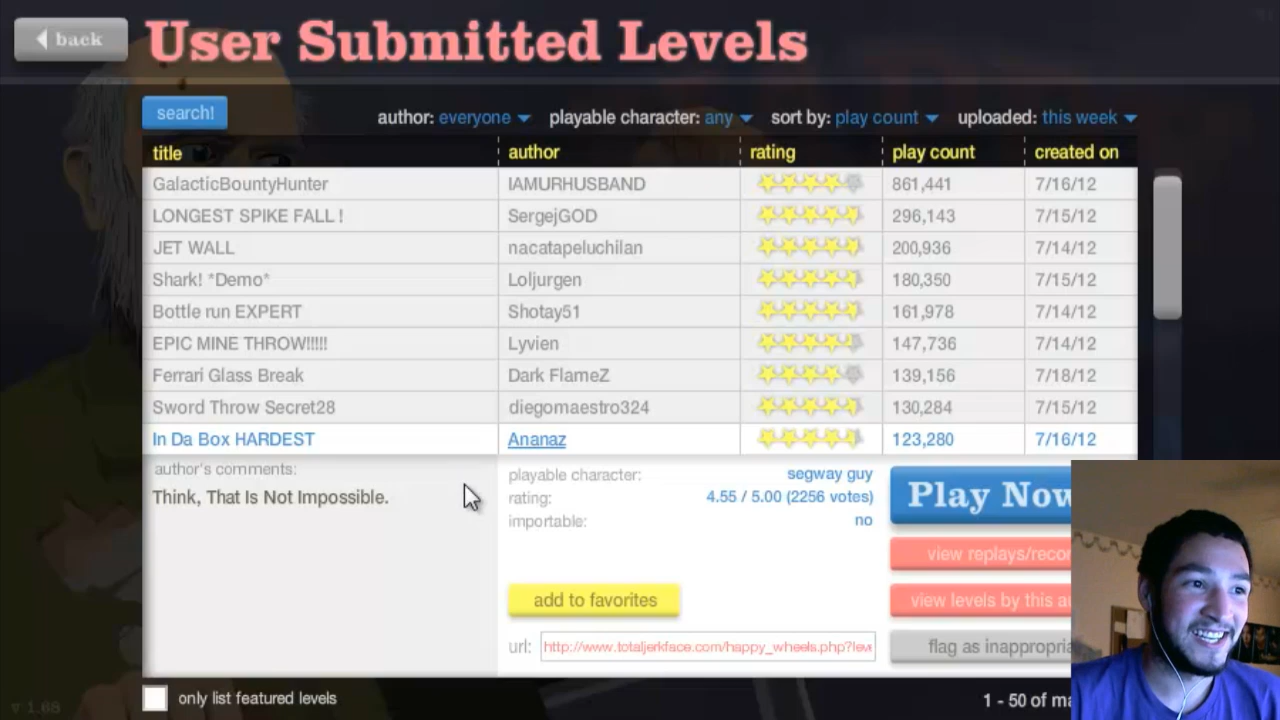 back
User Submitted Levels
search!
author: everyone playable character: any sort by: play count uploaded: this week
title author rating play count created on
GalacticBountyHunter IAMURHUSBAND 861,441 7/16/12
LONGEST SPIKE FALL ! SergejGOD 296,143 7/15/12
JET WALL nacatapeluchilan 200,936 7/14/12
Shark! *Demo* Loljurgen 180,350 7/15/12
Bottle run EXPERT Shotay51 161,978 7/14/12
EPIC MINE THROW!!!!! Lyvien 147,736 7/14/12
Ferrari Glass Break Dark FlameZ 139,156 7/18/12
Sword Throw Secret28 diegomaestro324 130,284 7/15/12
In Da Box HARDEST Ananaz 123,280 7/16/12
author's comments:
Think, That Is Not Impossible.
playable character: segway guy
rating: 4.55 / 5.00 (2256 votes)
importable: no
Play Now
view replays/recor
add to favorites
view levels by this au
url: http://www.totaljerkface.com/happy_wheels.php?leve
flag as inappropria
only list featured levels
1 - 50 of ma
v 1.68